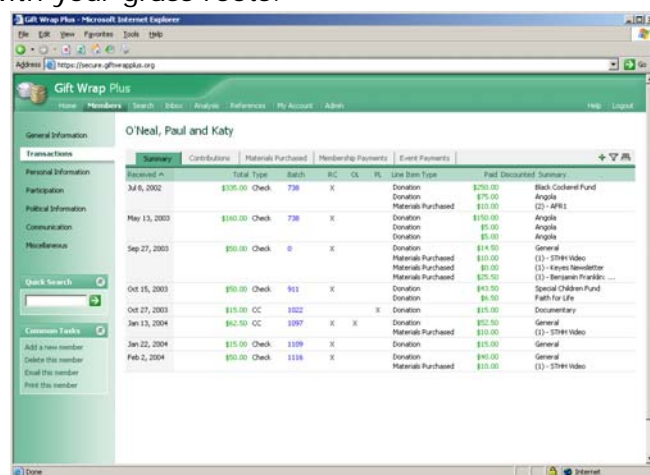 with your grass roots.
Gift Wrap Plus - Microsoft Internet Explorer
File Edit View Favorites Tools Help
Address https://secure.giftwrapplus.org Go
Gift Wrap Plus
Home Members Search Inbox Analysis References My Account Admin Help Logout
General Information
Transactions
Personal Information
Participation
Political Information
Communication
Miscellaneous
Quick Search
Common Tasks
Add a new member
Delete this member
Email this member
Print this member
O'Neal, Paul and Katy
Summary Contributions Materials Purchased Membership Payments Event Payments
Received Total Type Batch RC OL PL Line Item Type Paid Discounted Summary
Jul 8, 2002 $335.00 Check 738 X Donation $250.00 Black Cockerel Fund
Donation $75.00 Angola
Materials Purchased $10.00 (2) - AFR1
May 13, 2003 $160.00 Check 738 X Donation $150.00 Angola
Donation $5.00 Angola
Donation $5.00 Angola
Sep 27, 2003 $50.00 Check 0 X Donation $14.50 General
Materials Purchased $10.00 (1) - STHH Video
Materials Purchased $0.00 (1) - Keyes Newsletter
Materials Purchased $25.50 (1) - Benjamin Franklin: ...
Oct 15, 2003 $50.00 Check 911 X Donation $43.50 Special Children Fund
Donation $6.50 Faith for Life
Oct 27, 2003 $15.00 CC 1022 X Donation $15.00 Documentary
Jan 13, 2004 $62.50 CC 1097 X X Donation $52.50 General
Materials Purchased $10.00 (1) - STHH Video
Jan 22, 2004 $15.00 Check 1109 X Donation $15.00 General
Feb 2, 2004 $50.00 Check 1116 X Donation $40.00 General
Materials Purchased $10.00 (1) - STHH Video
Done Internet